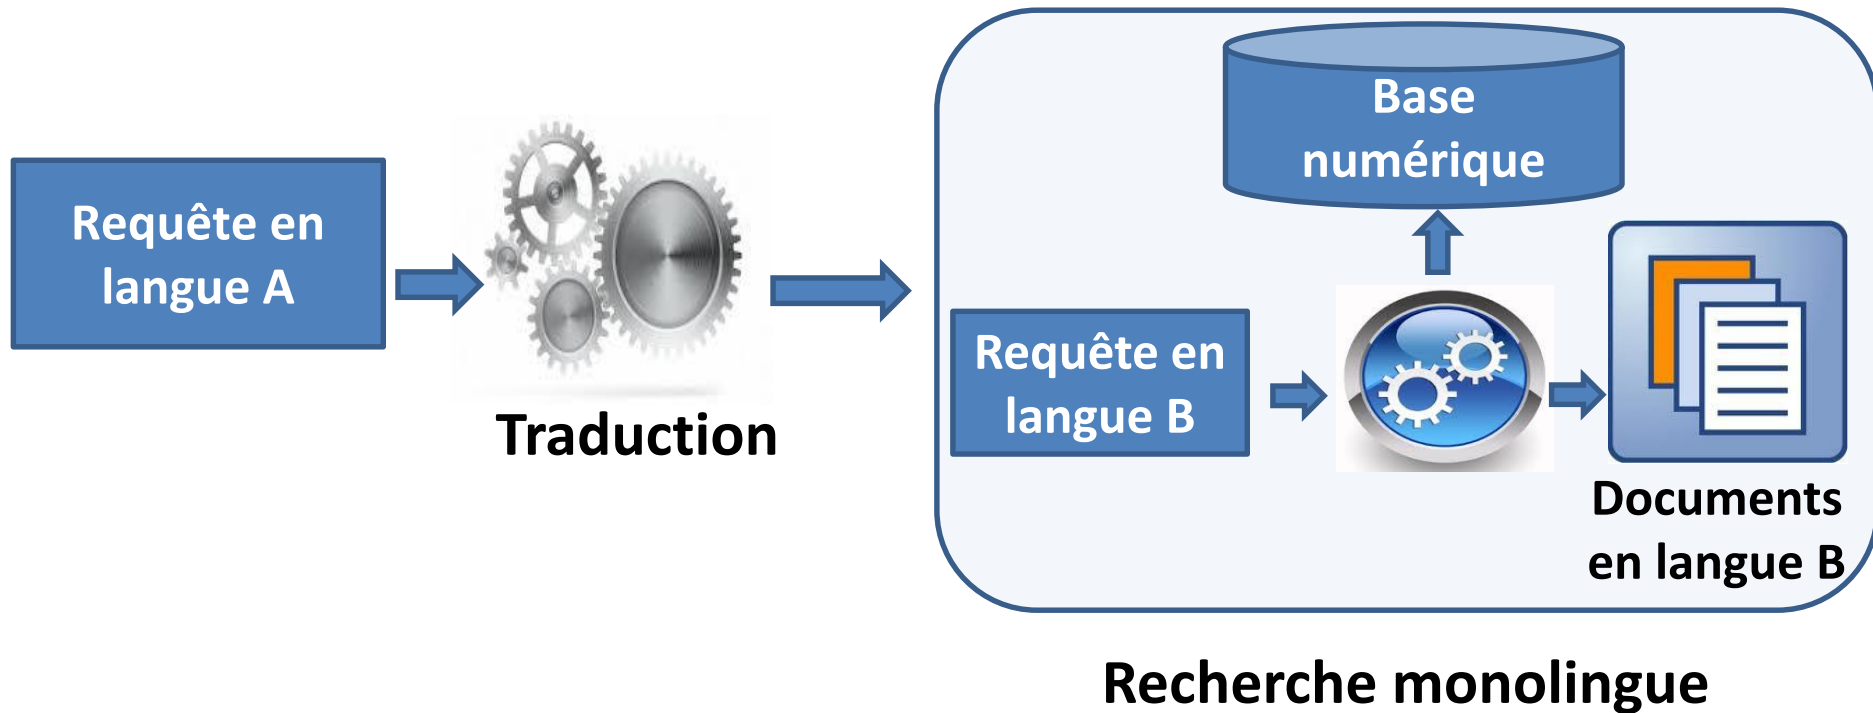 Requête en
langue A
Traduction
Base
numérique
Requête en
langue B
Documents
en langue B
Recherche monolingue